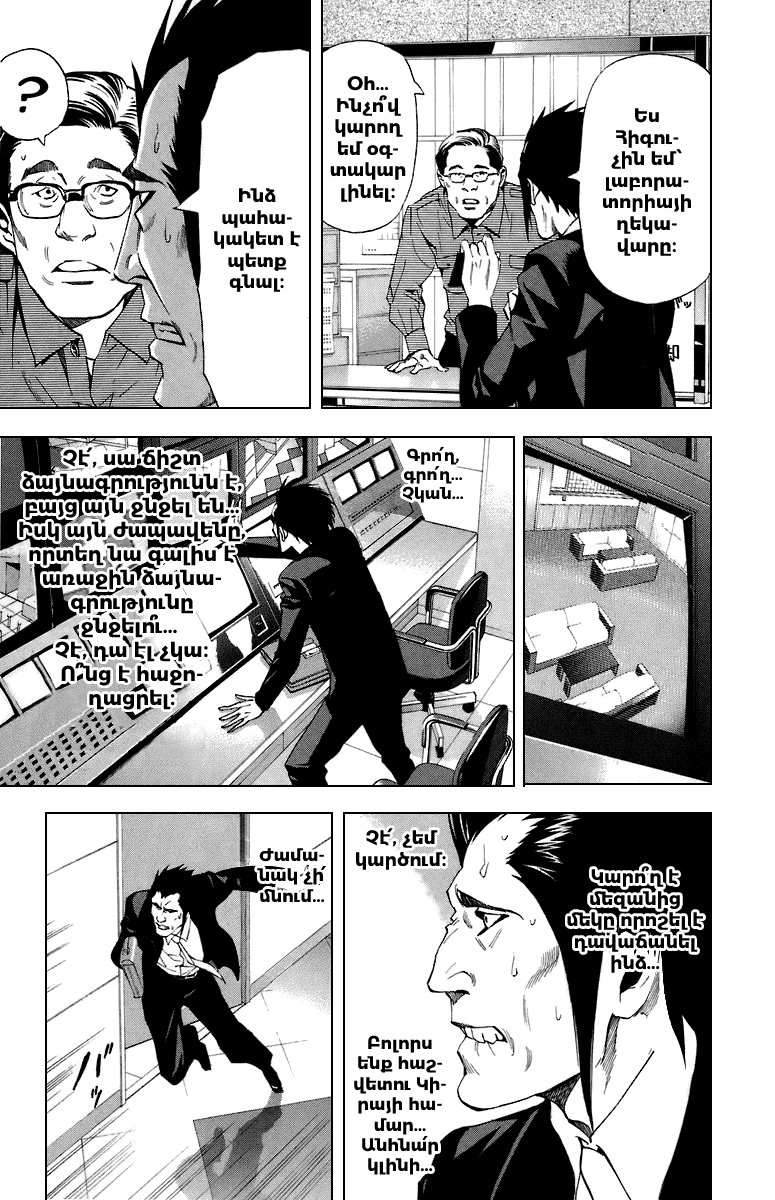 Ես
Հիգու-
չին եմ՝
լաբորա-
տորիայի
ղեկա-
վարը։
Օհ...
Ինչո՞վ
կարող
եմ օգ-
տակար
լինել։
Ինձ
պահա-
կակետ է
պետք
գնալ։
?
Գրո՛ղ,
գրո՛ղ...
Չկան...
Չէ՛, սա ճիշտ
ձայնագրությունն է,
բայց այն ջնջել են...
Իսկ այն ժապավենը,
որտեղ նա գալիս է
առաջին ձայնա-
գրությունը
ջնջելո՞ւ...
Չէ՛, դա էլ չկա։
Ո՞նց է հաջո-
ղացրել։
Կարո՞ղ է
մեզանից
մեկը որոշել է
դավաճանել
ինձ...
Չէ՛, չեմ
կարծում։
Բոլորս
ենք հաշ-
վետու Կի-
րայի հա-
մար...
Անհնա՛ր
կլինի...
Ժամա-
նակ չի՛
մնում...